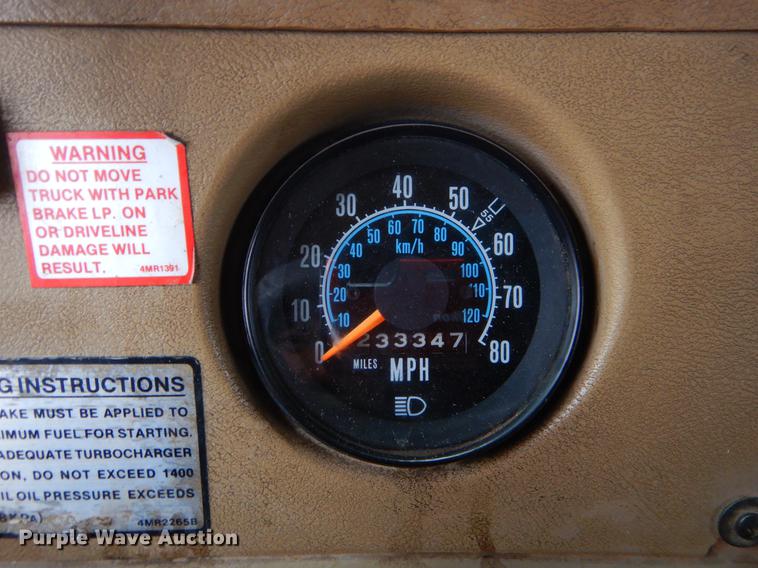 WARNING
DO NOT MOVE
TRUCK WITH PARK
BRAKE LP. ON
OR DRIVELINE
DAMAGE WILL
RESULT. 4MR1391
G INSTRUCTIONS
AKE MUST BE APPLIED TO
IMUM FUEL FOR STARTING.
ADEQUATE TURBOCHARGER
ON, DO NOT EXCEED 1400
IL OIL PRESSURE EXCEEDS
4MR2265B
0 10 20 30 40 50 55 60 70 80
10 20 30 40 50 60 70 80 90 100 110 120
km/h
233347
MILES MPH
Purple Wave Auction